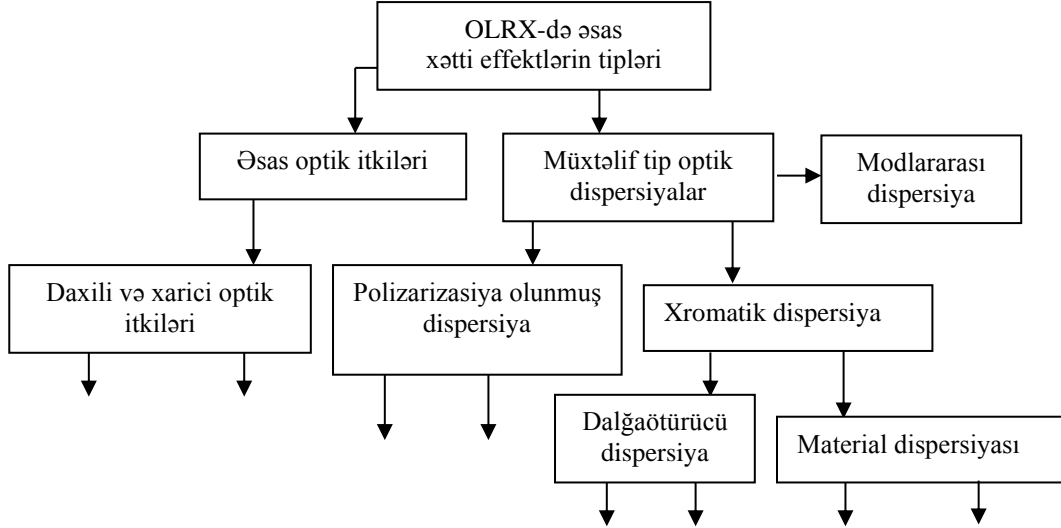 OLRX-də əsas
xətti effektlərin tipləri
Əsas optik itkiləri
Müxtəlif tip optik
dispersiyalar
Modlararası
dispersiya
Daxili və xarici optik
itkiləri
Polizarizasiya olunmuş
dispersiya
Xromatik dispersiya
Dalğaötürücü
dispersiya
Material dispersiyası